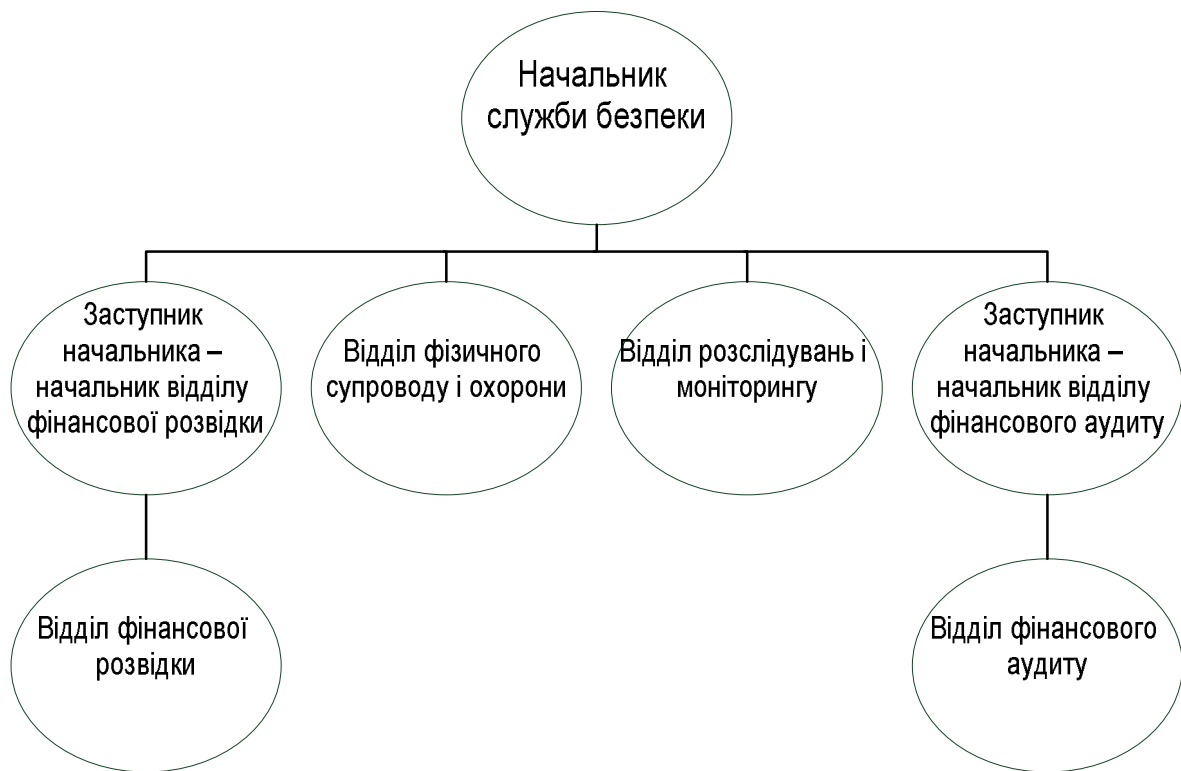 Начальник
служби безпеки
Заступник
начальника –
начальник відділу
фінансової розвідки
Відділ фізичного
супроводу і охорони
Відділ розслідувань і
моніторингу
Заступник
начальника –
начальник відділу
фінансового аудиту
Відділ фінансової
розвідки
Відділ фінансового
аудиту